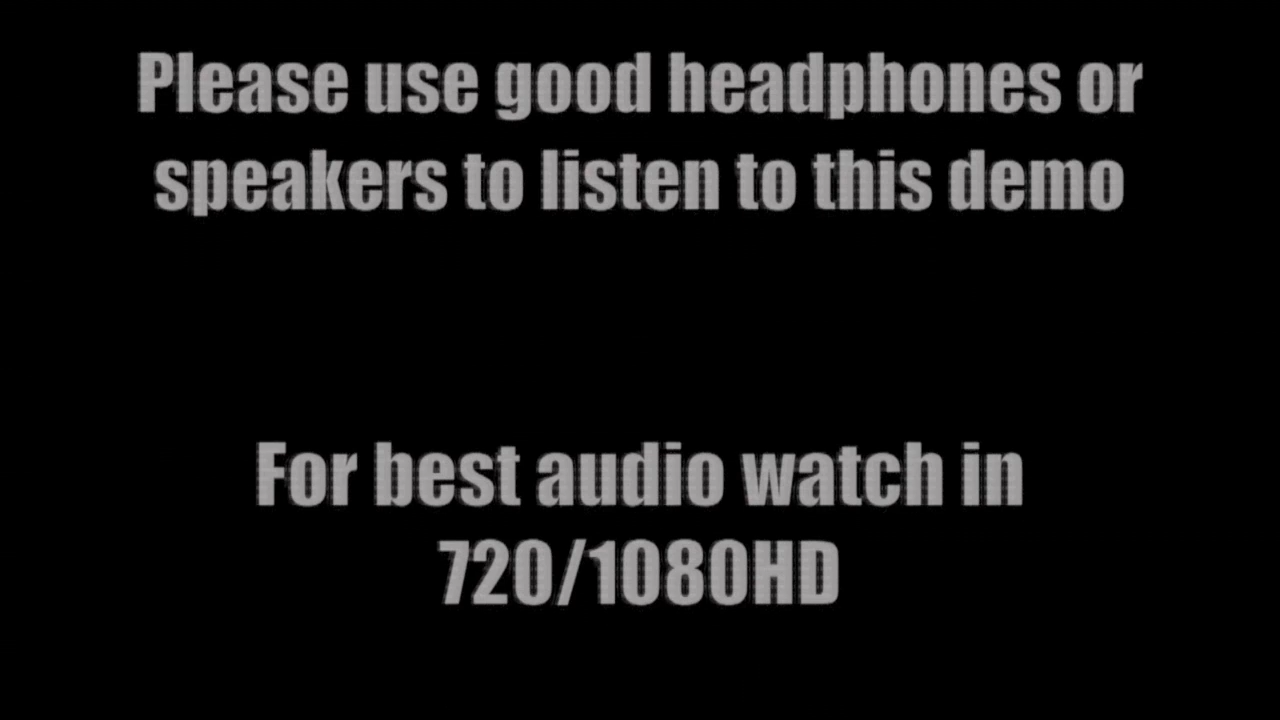 Please use good headphones or
speakers to listen to this demo
For best audio watch in
720/1080HD